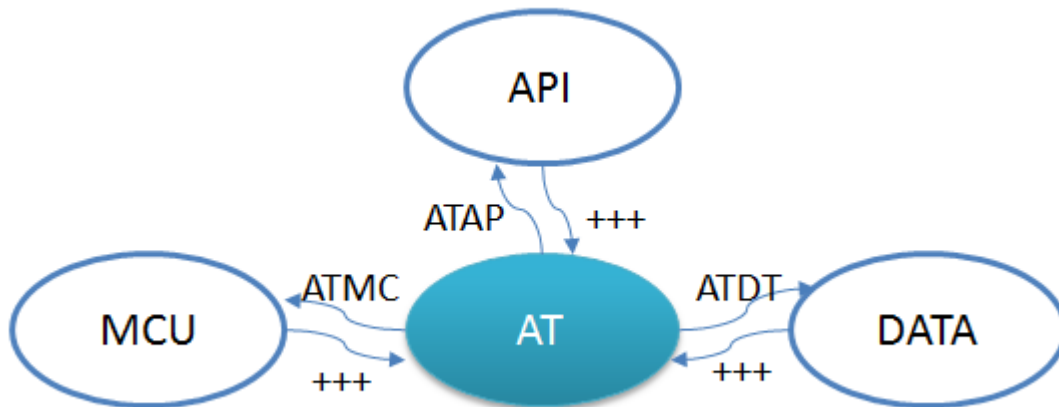 API
ATAP
+++
ATMC
ATDT
MCU
AT
DATA
+++
+++